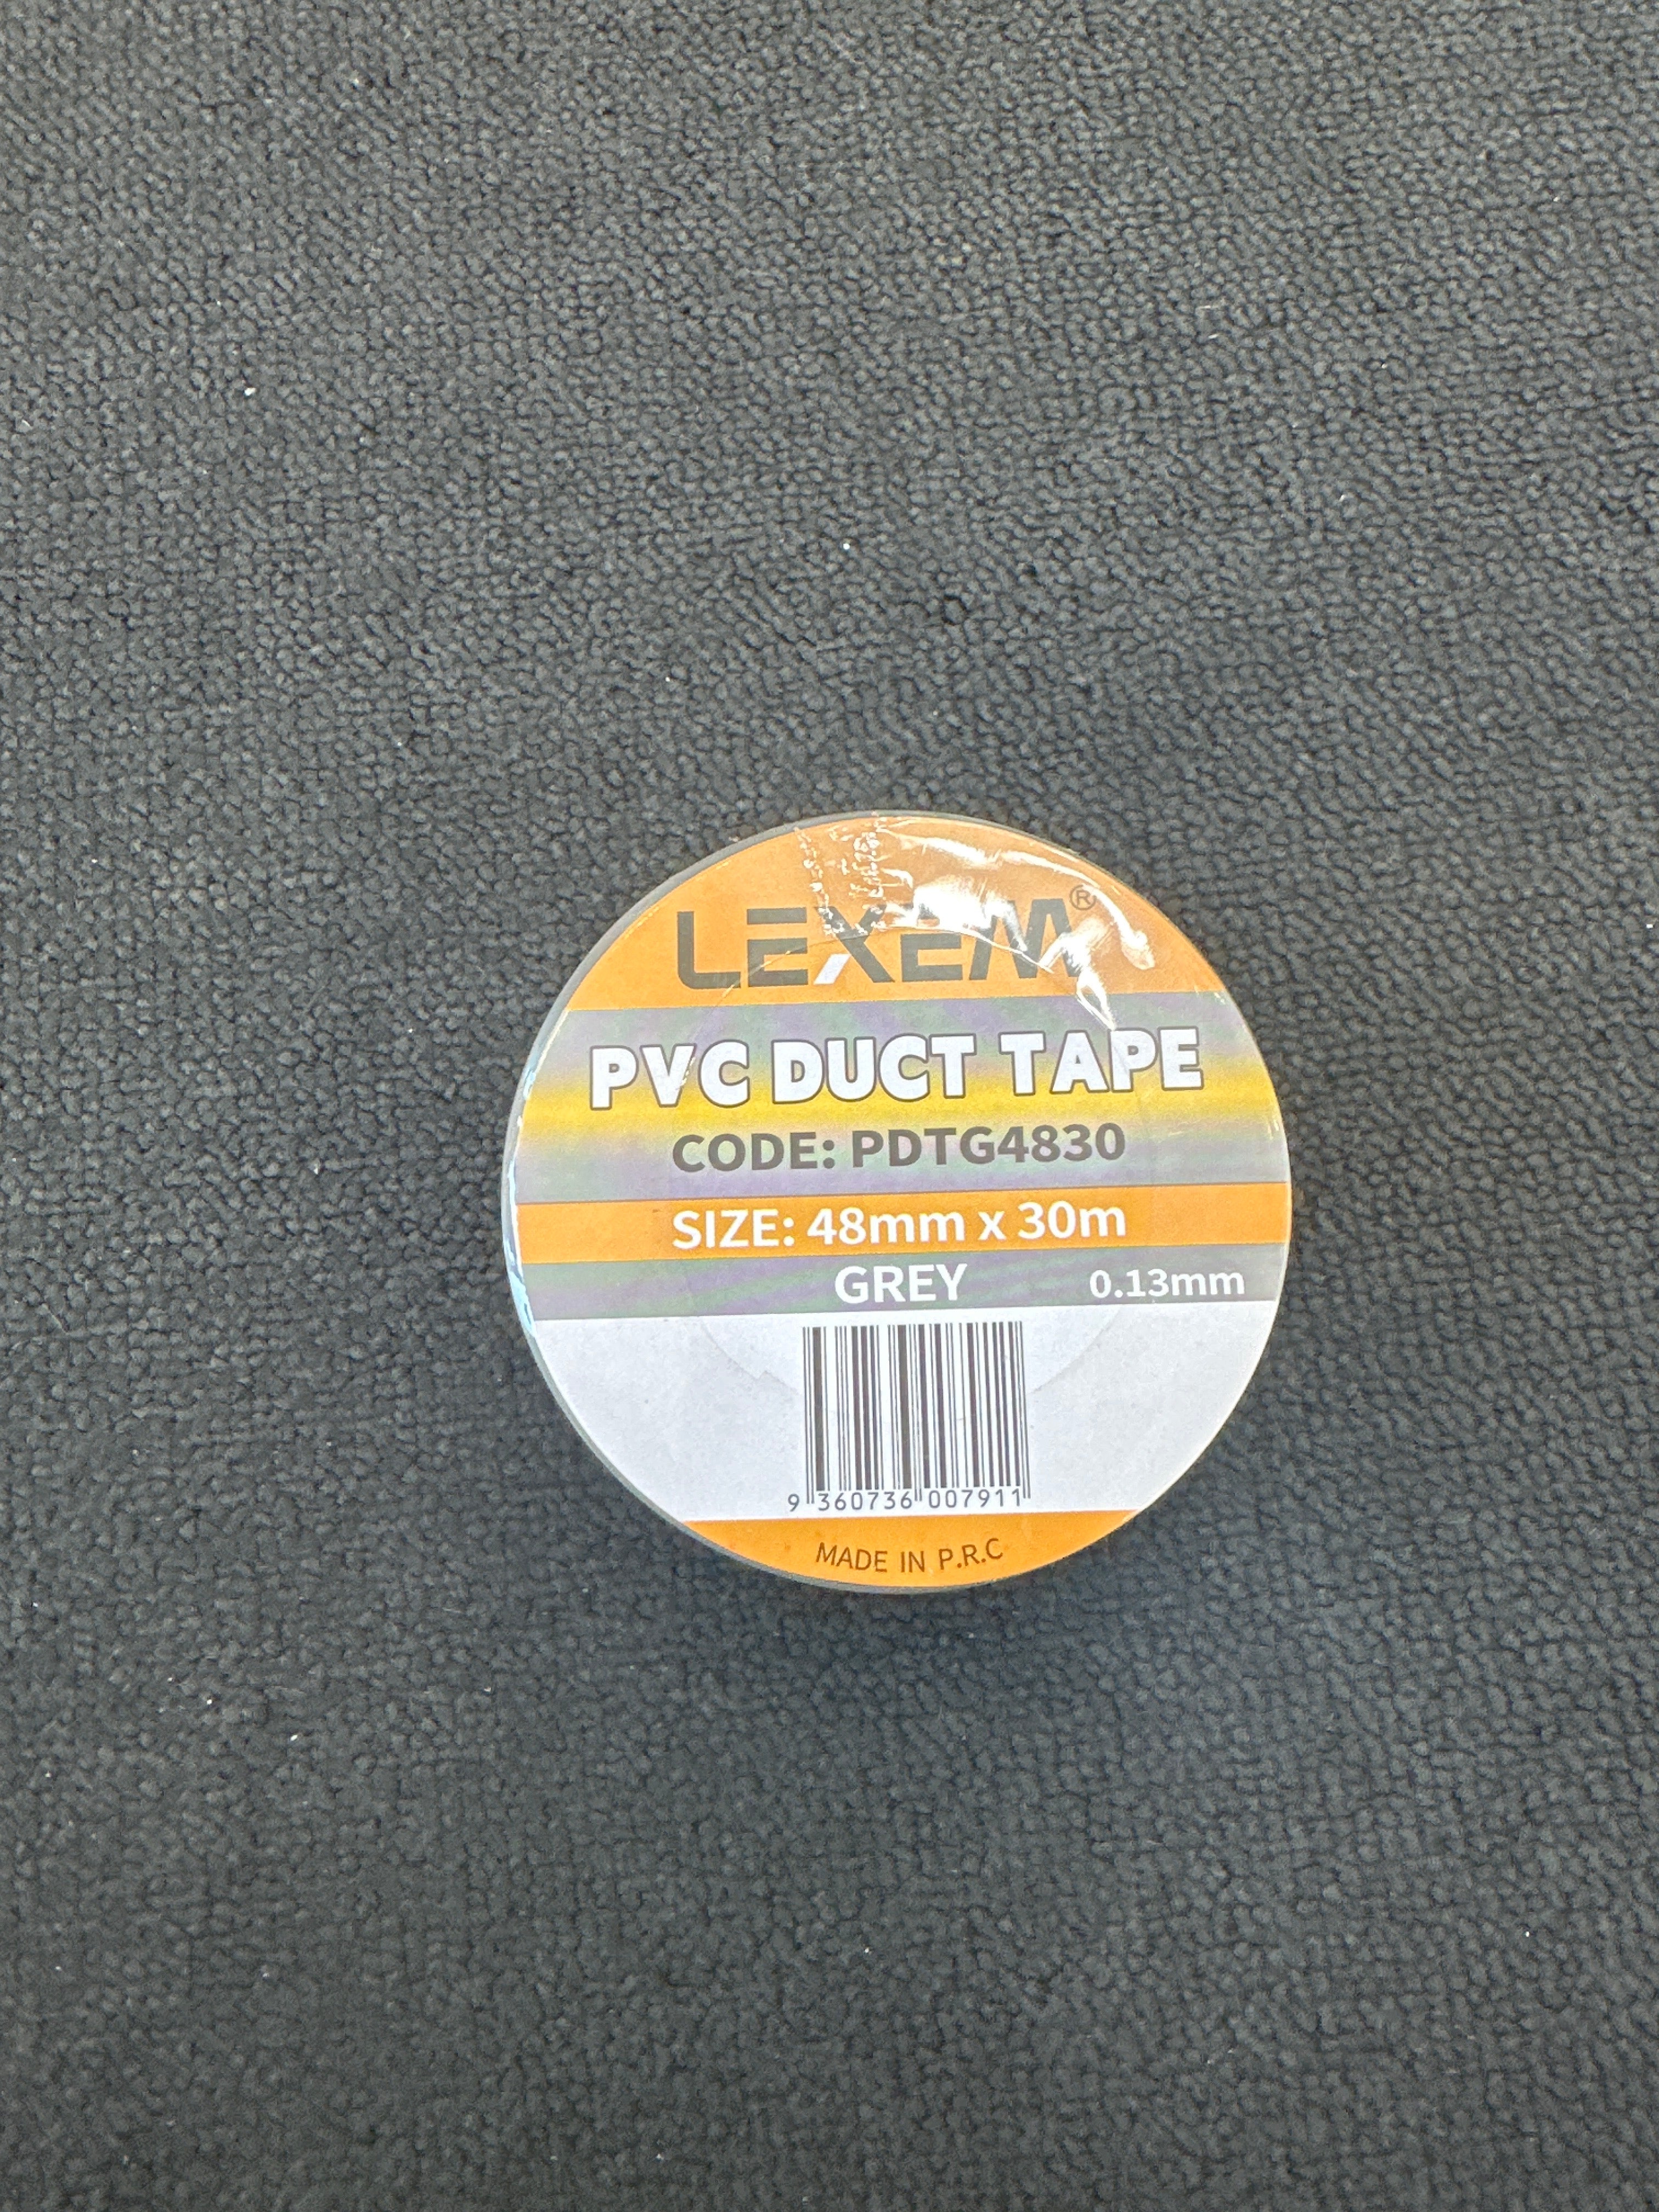 LEXEM®
PVC DUCT TAPE
CODE: PDTG4830
SIZE: 48mm x 30m
GREY 0.13mm
9 360736 007911
MADE IN P.R.C